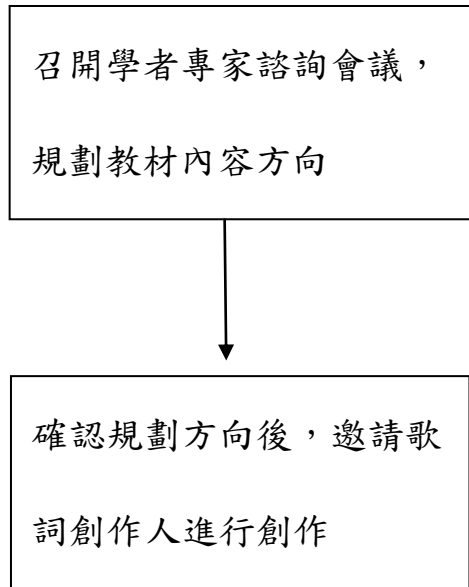 召開學者專家諮詢會議，
規劃教材內容方向
確認規劃方向後，邀請歌
詞創作人進行創作